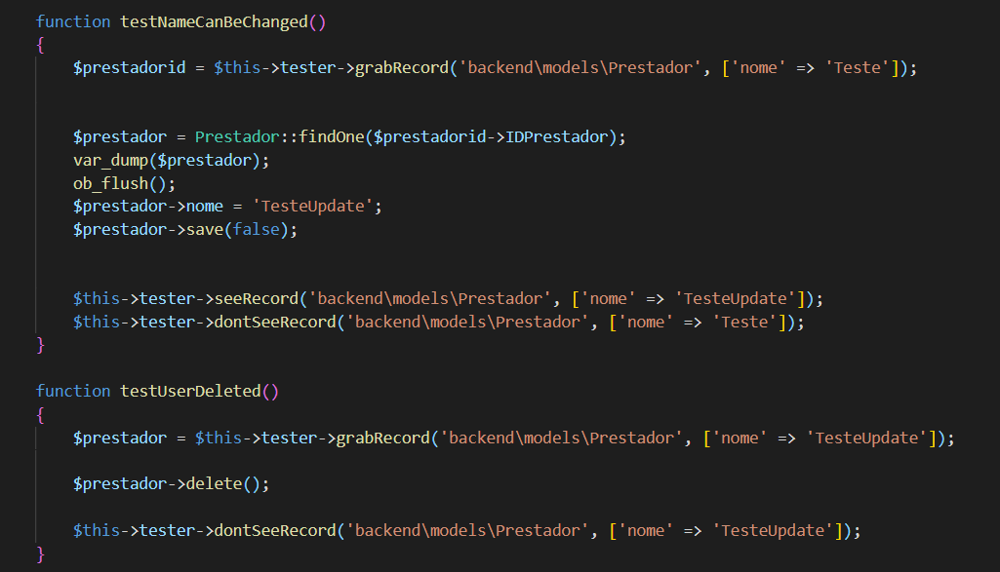 function testNameCanBeChanged()
{
    $prestadorid = $this->tester->grabRecord('backend\models\Prestador', ['nome' => 'Teste']);
    $prestador = Prestador::findOne($prestadorid->IDPrestador);
    var_dump($prestador);
    ob_flush();
    $prestador->nome = 'TesteUpdate';
    $prestador->save(false);
    $this->tester->seeRecord('backend\models\Prestador', ['nome' => 'TesteUpdate']);
    $this->tester->dontSeeRecord('backend\models\Prestador', ['nome' => 'Teste']);
}
function testUserDeleted()
{
    $prestador = $this->tester->grabRecord('backend\models\Prestador', ['nome' => 'TesteUpdate']);
    $prestador->delete();
    $this->tester->dontSeeRecord('backend\models\Prestador', ['nome' => 'TesteUpdate']);
}